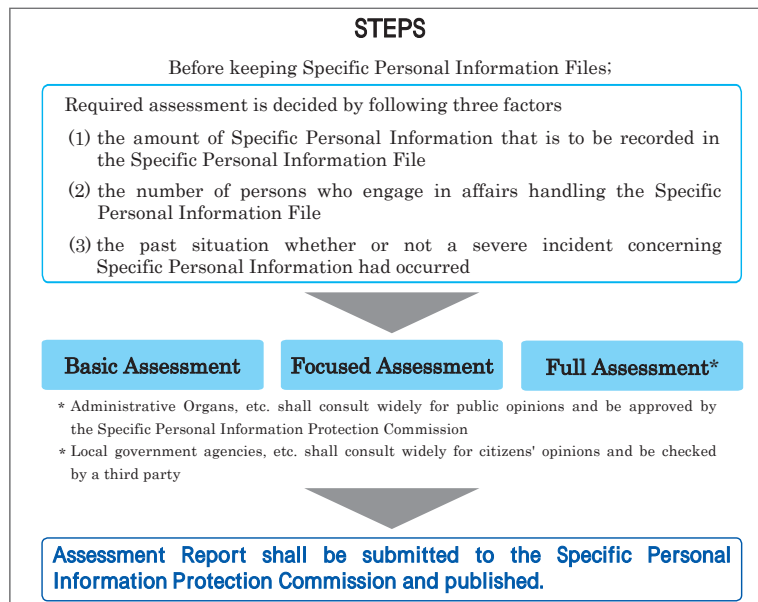 STEPS
Before keeping Specific Personal Information Files;
Required assessment is decided by following three factors
(1) the amount of Specific Personal Information that is to be recorded in
the Specific Personal Information File
(2) the number of persons who engage in affairs handling the Specific
Personal Information File
(3) the past situation whether or not a severe incident concerning
Specific Personal Information had occurred
Basic Assessment Focused Assessment Full Assessment*
* Administrative Organs, etc. shall consult widely for public opinions and be approved by
the Specific Personal Information Protection Commission
* Local government agencies, etc. shall consult widely for citizens' opinions and be checked
by a third party
Assessment Report shall be submitted to the Specific Personal
Information Protection Commission and published.